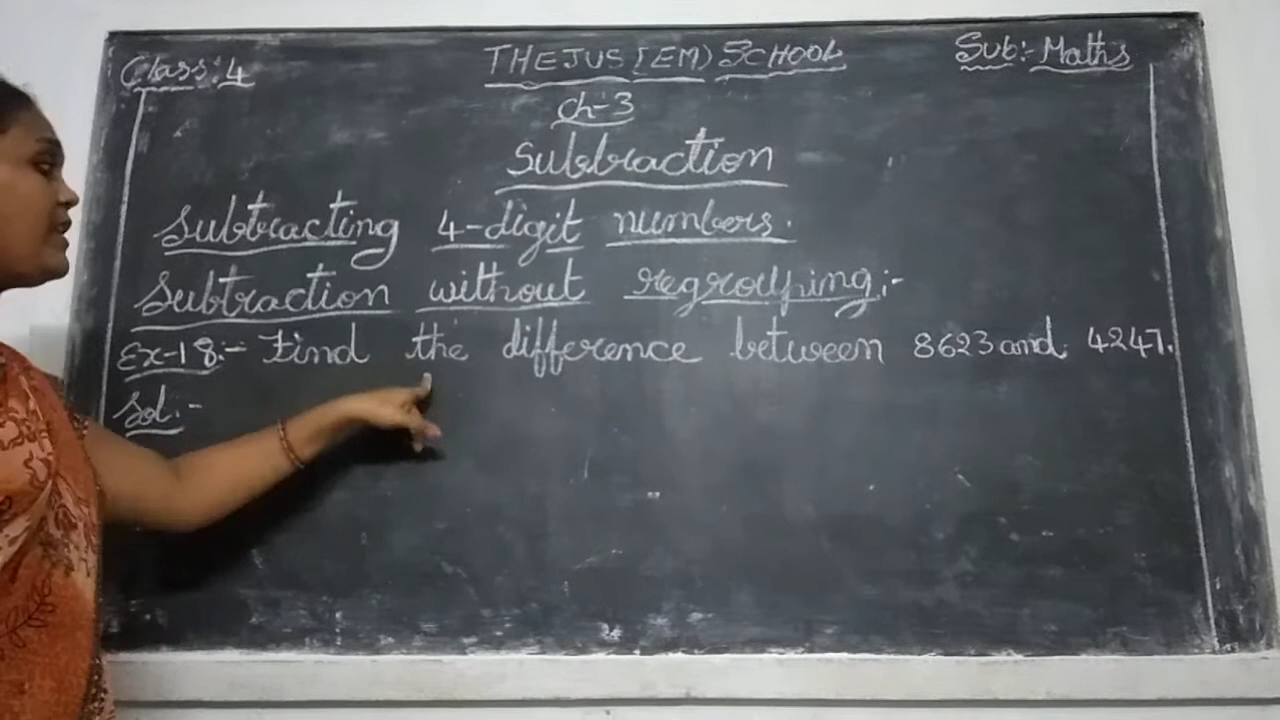 Class: 4 THEJUS (EM) SCHOOL Sub:- Maths
Ch-3
Subtraction
Subtracting 4-digit numbers.
Subtraction without regrouping:-
Ex-18:- Find the difference between 8623 and 4247.
Sol:-